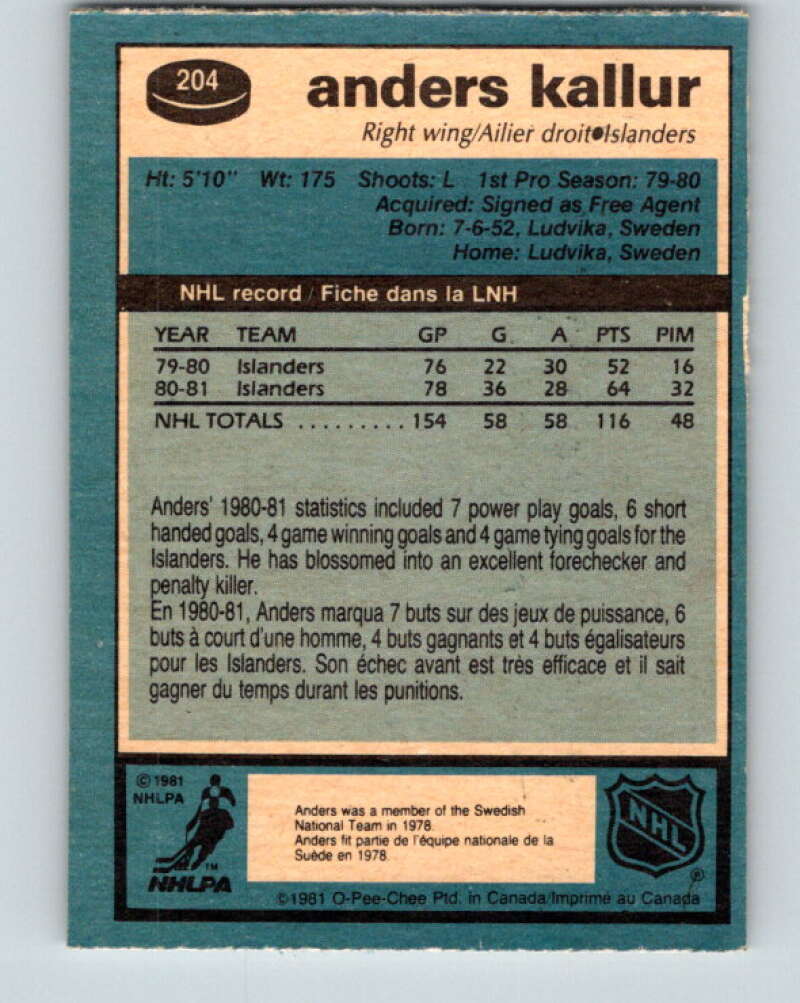 204
anders kallur
Right wing/Ailier droit•Islanders
Ht: 5'10" Wt: 175 Shoots: L 1st Pro Season: 79-80
Acquired: Signed as Free Agent
Born: 7-6-52, Ludvika, Sweden
Home: Ludvika, Sweden
NHL record / Fiche dans la LNH
YEAR TEAM GP G A PTS PIM
79-80 Islanders 76 22 30 52 16
80-81 Islanders 78 36 28 64 32
NHL TOTALS ......... 154 58 58 116 48
Anders' 1980-81 statistics included 7 power play goals, 6 short
handed goals, 4 game winning goals and 4 game tying goals for the
Islanders. He has blossomed into an excellent forechecker and
penalty killer.
En 1980-81, Anders marqua 7 buts sur des jeux de puissance, 6
buts à court d'une homme, 4 buts gagnants et 4 buts égalisateurs
pour les Islanders. Son échec avant est très efficace et il sait
gagner du temps durant les punitions.
© 1981
NHLPA
Anders was a member of the Swedish
National Team in 1978.
Anders fit partie de l'équipe nationale de la
Suède en 1978.
TM
NHLPA
NHL
®
©1981 O-Pee-Chee Ptd. in Canada/Imprimé au Canada